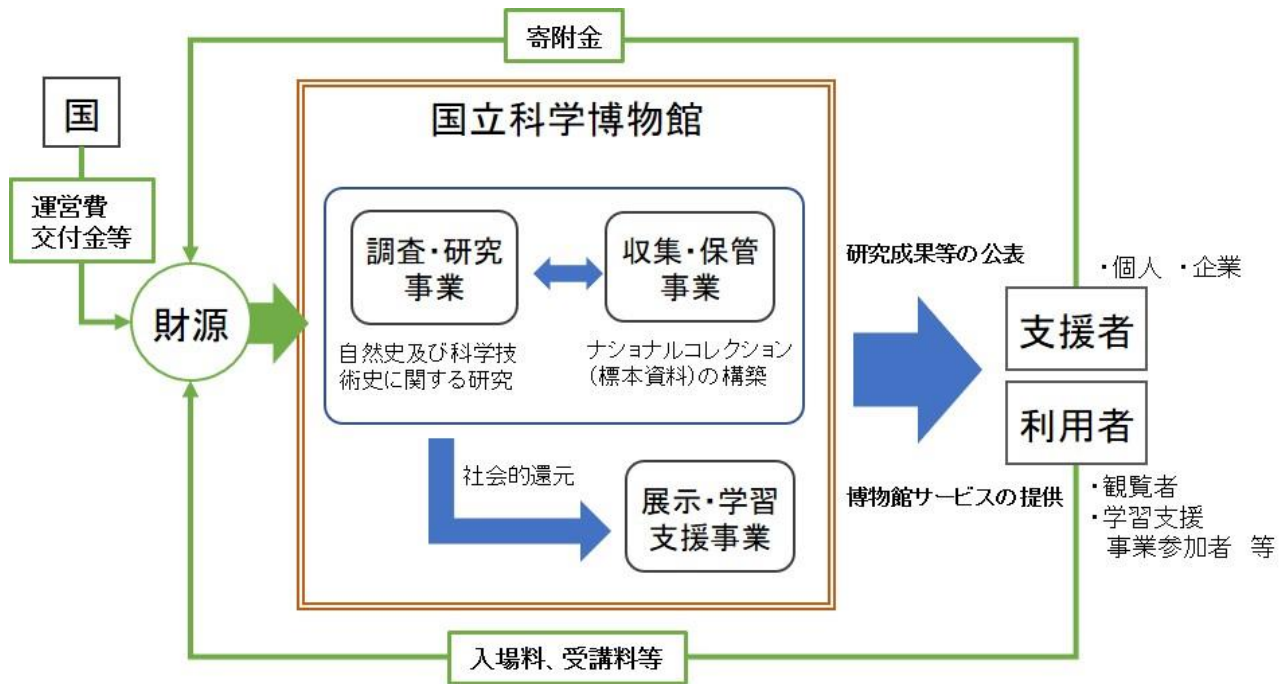 寄附金
国
国立科学博物館
運営費
交付金等
調査・研究
事業
収集・保管
事業
研究成果等の公表
・個人 ・企業
財源
支援者
自然史及び科学技
術史に関する研究
ナショナルコレクション
(標本資料)の構築
利用者
社会的還元
展示・学習
支援事業
博物館サービスの提供
・観覧者
・学習支援
事業参加者 等
入場料、受講料等